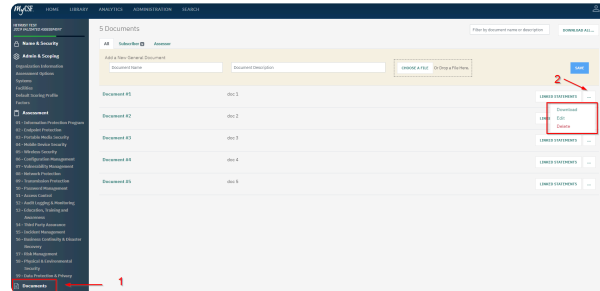 MyCSF HOME LIBRARY ANALYTICS ADMINISTRATION SEARCH
2019 VALIDATED ASSESSMENT
Name & Security
Admin & Scoping
Organization Information
Assessment Options
Systems
Facilities
Default Scoring Profile
Factors
Assessment
01 - Information Protection Program
02 - Endpoint Protection
03 - Portable Media Security
04 - Mobile Device Security
05 - Wireless Security
06 - Configuration Management
07 - Vulnerability Management
08 - Network Protection
09 - Transmission Protection
10 - Password Management
11 - Access Control
12 - Audit Logging & Monitoring
13 - Education, Training and
Awareness
14 - Third Party Assurance
15 - Incident Management
16 - Business Continuity & Disaster
Recovery
17 - Risk Management
18 - Physical & Environmental
Security
19 - Data Protection & Privacy
Documents
1
5 Documents
Filter by document name or description
DOWNLOAD ALL...
All Subscriber Assessor
Add a New General Document
Document Name
Document Description
CHOOSE A FILE Or Drop a File Here.
SAVE
2
Document #1 doc 1 LINKED STATEMENTS ...
Download
Edit
Delete
Document #2 doc 2
Document #3 doc 3 LINKED STATEMENTS ...
Document #4 doc 4 LINKED STATEMENTS ...
Document #5 LINKED STATEMENTS ...